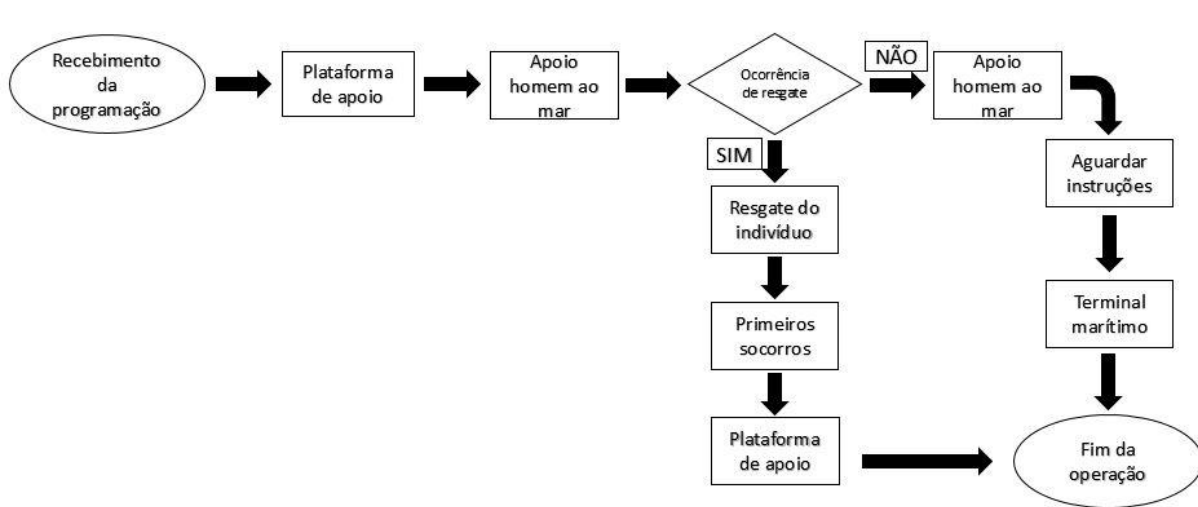 Recebimento
da
programação
Plataforma
de apoio
Apoio
homem ao
mar
Ocorrência
de resgate
NÃO
Apoio
homem ao
mar
SIM
Aguardar
instruções
Resgate do
indivíduo
Terminal
marítimo
Primeiros
socorros
Plataforma
de apoio
Fim da
operação